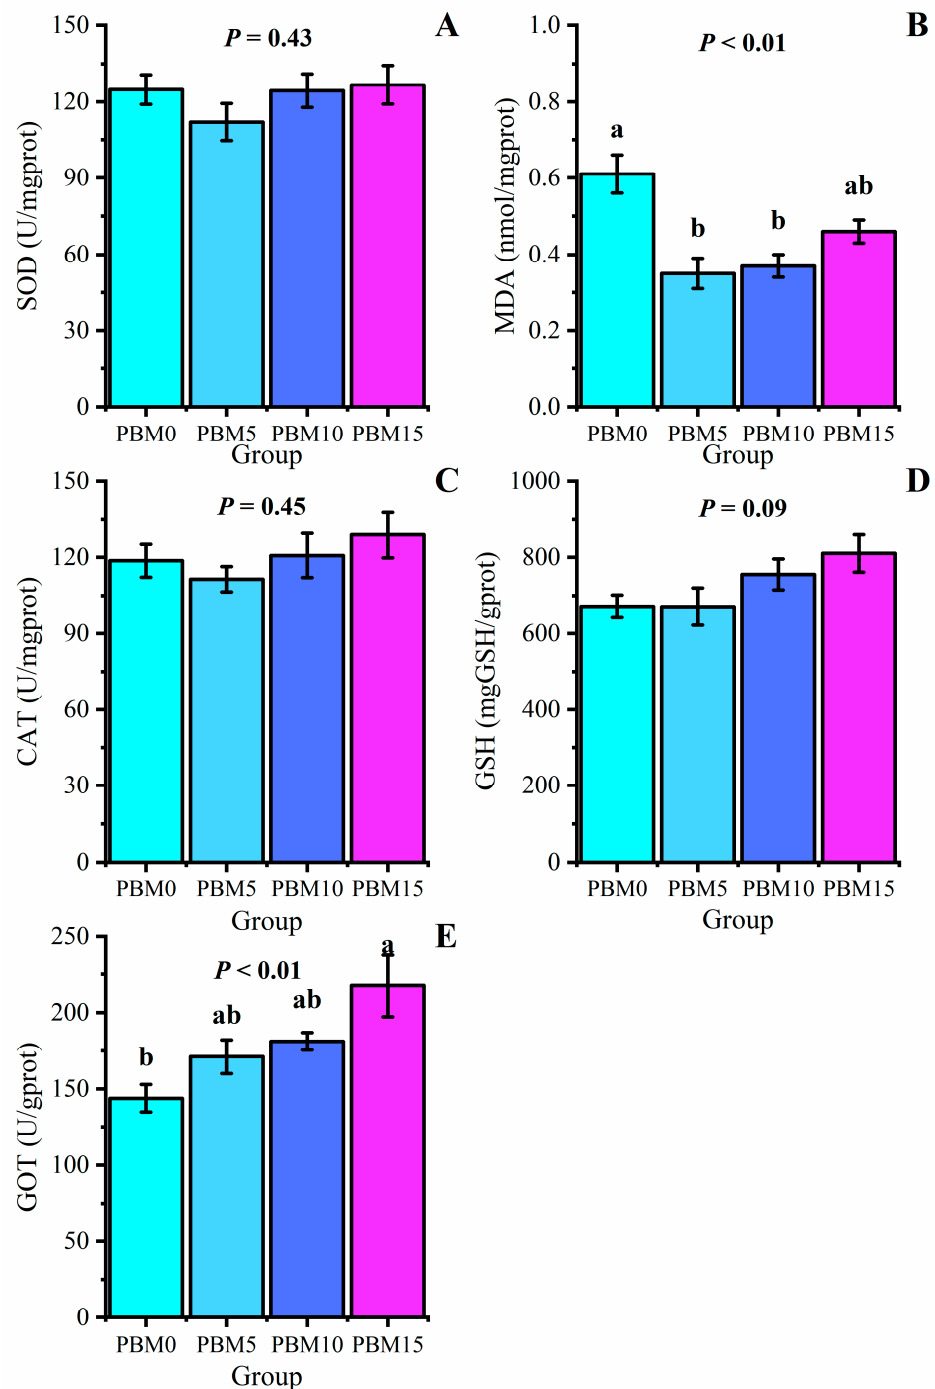 A
P = 0.43
SOD (U/mgprot)
150
120
90
60
30
0
PBM0 PBM5 PBM10 PBM15
Group
B
P < 0.01
MDA (nmol/mgprot)
1.0
0.8
0.6
0.4
0.2
0.0
a
b
b
ab
PBM0 PBM5 PBM10 PBM15
Group
C
P = 0.45
CAT (U/mgprot)
150
120
90
60
30
0
PBM0 PBM5 PBM10 PBM15
Group
D
P = 0.09
GSH (mgGSH/gprot)
1000
800
600
400
200
0
PBM0 PBM5 PBM10 PBM15
Group
E
P < 0.01
GOT (U/gprot)
250
200
150
100
50
0
b
ab
ab
a
PBM0 PBM5 PBM10 PBM15
Group